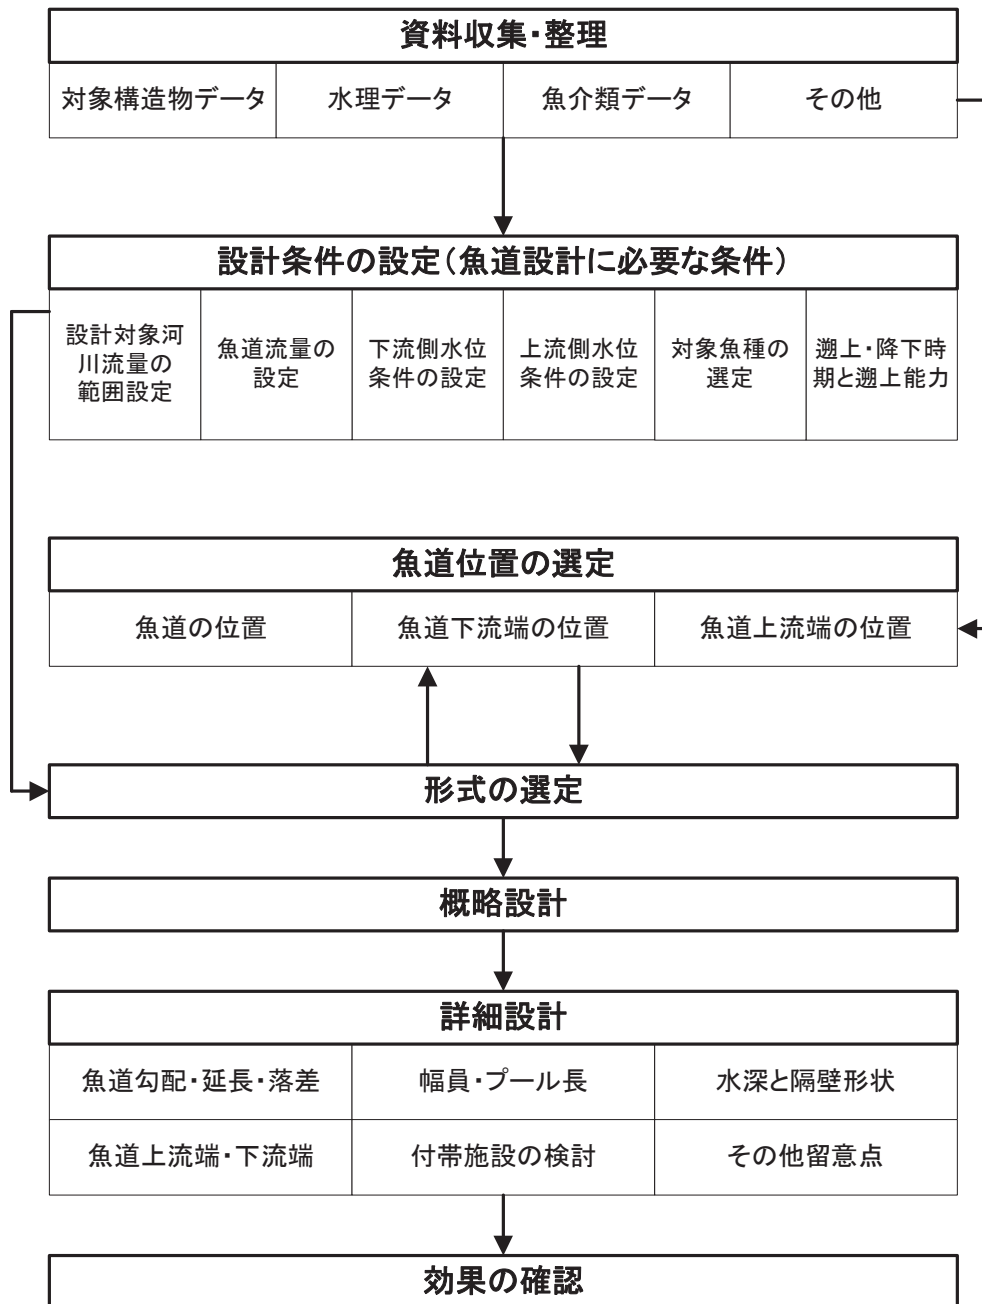 資料収集・整理
対象構造物データ
水理データ
魚介類データ
その他
設計条件の設定（魚道設計に必要な条件）
設計対象河
川流量の
範囲設定
魚道流量の
設定
下流側水位
条件の設定
上流側水位
条件の設定
対象魚種の
選定
遡上・降下時
期と遡上能力
魚道位置の選定
魚道の位置
魚道下流端の位置
魚道上流端の位置
形式の選定
概略設計
詳細設計
魚道勾配・延長・落差
幅員・プール長
水深と隔壁形状
魚道上流端・下流端
付帯施設の検討
その他留意点
効果の確認